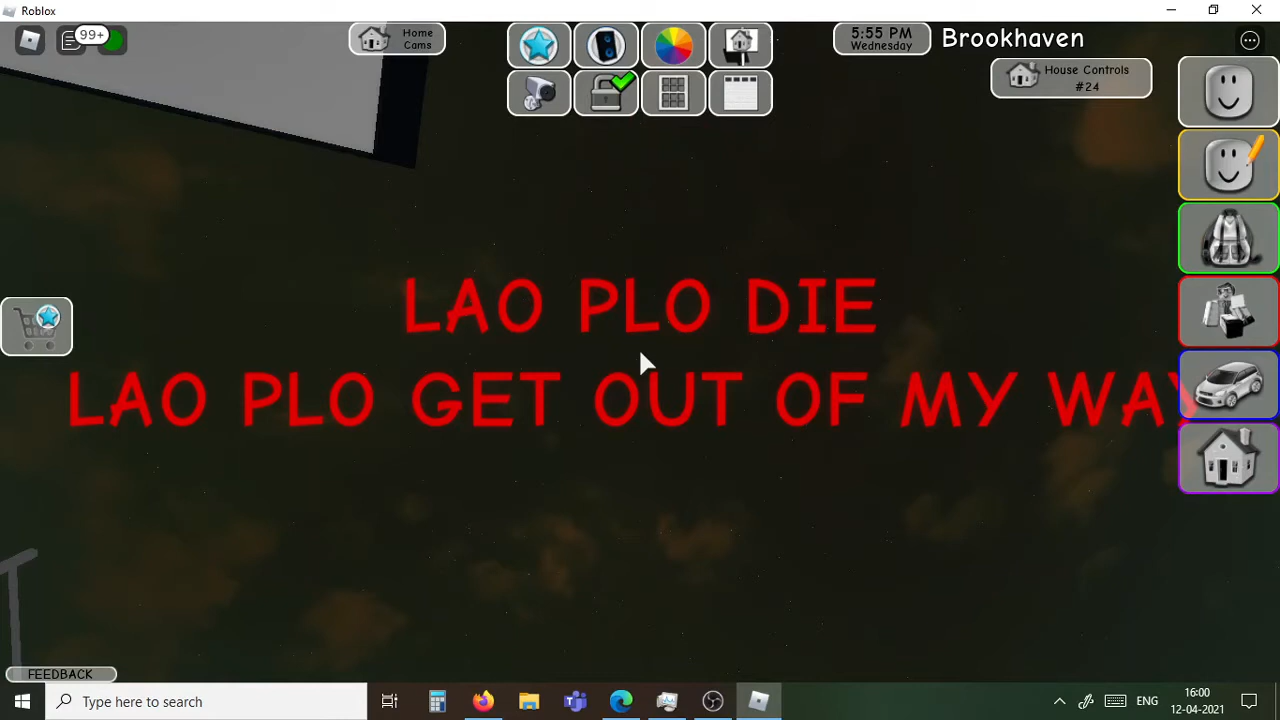 Roblox
99+
Home
Cams
5:55 PM
Wednesday
Brookhaven
House Controls
#24
LAO PLO DIE
LAO PLO GET OUT OF MY WAY
FEEDBACK
Type here to search
ENG
16:00
12-04-2021